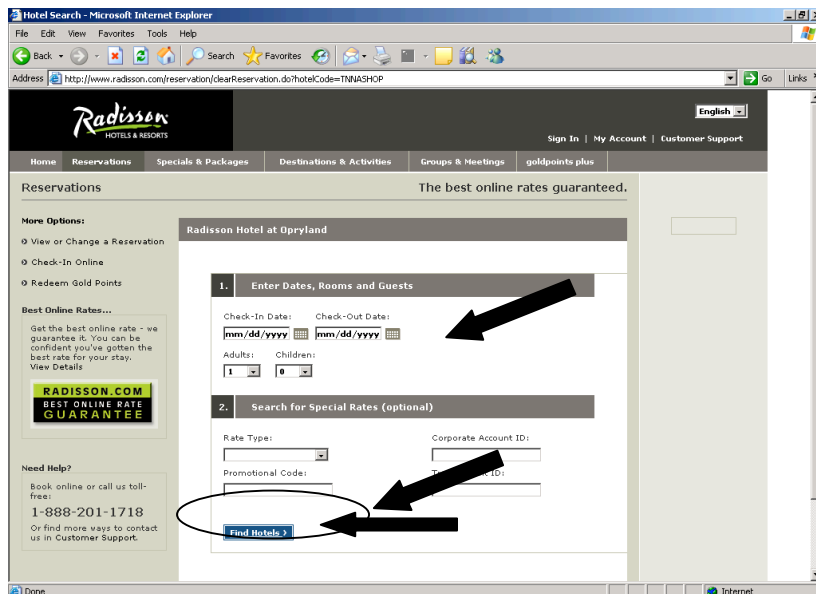 Hotel Search - Microsoft Internet Explorer
File Edit View Favorites Tools Help
Back Search Favorites
Address http://www.radisson.com/reservation/clearReservation.do?hotelCode=TNNASHOP Go Links
Radisson
HOTELS & RESORTS
English
Sign In | My Account | Customer Support
Home Reservations Specials & Packages Destinations & Activities Groups & Meetings goldpoints plus
Reservations
The best online rates guaranteed.
More Options:
View or Change a Reservation
Check-In Online
Redeem Gold Points
Best Online Rates...
Get the best online rate - we
guarantee it. You can be
confident you've gotten the
best rate for your stay.
View Details
RADISSON.COM
BEST ONLINE RATE
GUARANTEE
Need Help?
Book online or call us toll-
free:
1-888-201-1718
Or find more ways to contact
us in Customer Support.
Radisson Hotel at Opryland
1. Enter Dates, Rooms and Guests
Check-In Date: Check-Out Date:
mm/dd/yyyy mm/dd/yyyy
Adults: Children:
1 0
2. Search for Special Rates (optional)
Rate Type: Corporate Account ID:
Promotional Code: ID:
Find Hotels
Done Internet